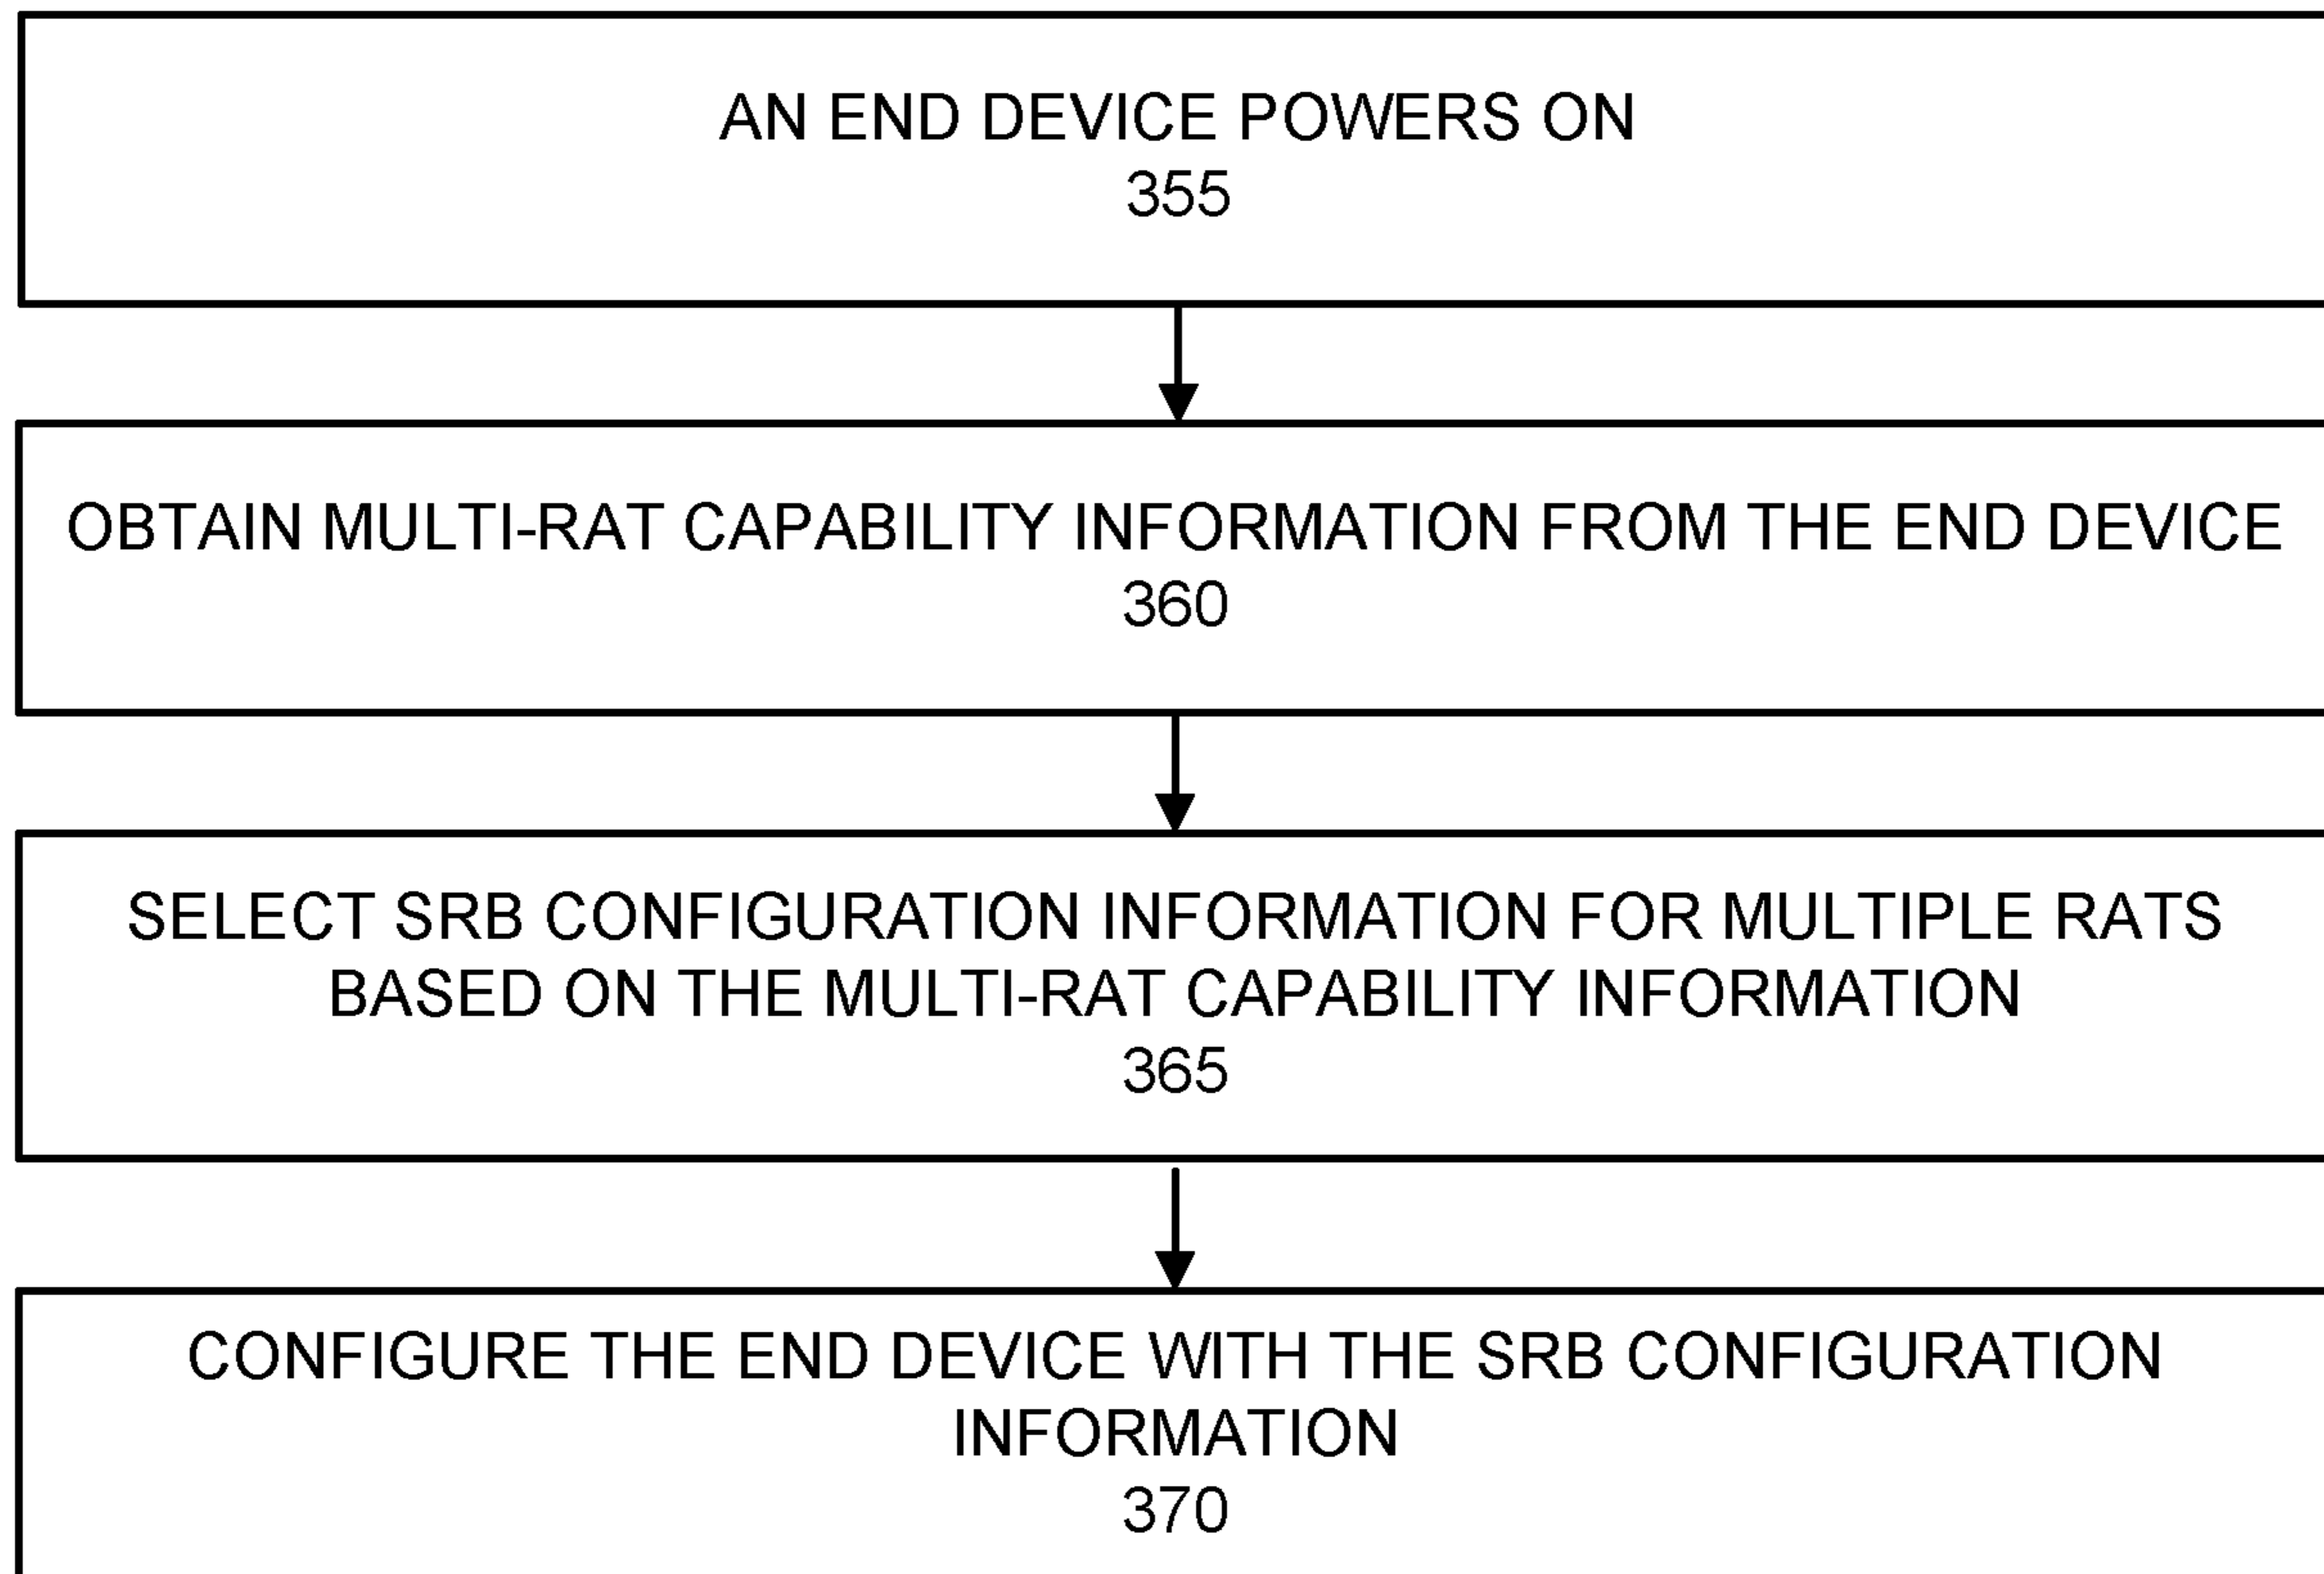 AN END DEVICE POWERS ON
355
OBTAIN MULTI-RAT CAPABILITY INFORMATION FROM THE END DEVICE
360
SELECT SRB CONFIGURATION INFORMATION FOR MULTIPLE RATS
BASED ON THE MULTI-RAT CAPABILITY INFORMATION
365
CONFIGURE THE END DEVICE WITH THE SRB CONFIGURATION
INFORMATION
370